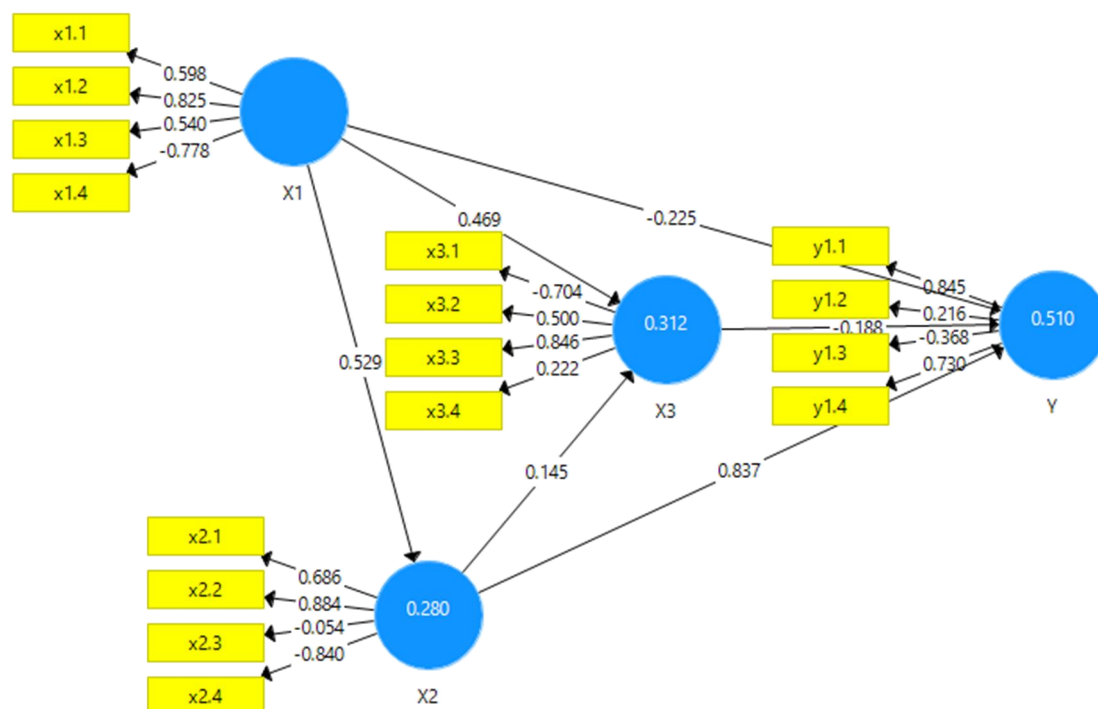 x1.1
x1.2
x1.3
x1.4
0.598
0.825
0.540
-0.778
X1
0.469
-0.225
0.529
x3.1
x3.2
x3.3
x3.4
-0.704
0.500
0.846
0.222
0.312
X3
-0.188
y1.1
y1.2
y1.3
y1.4
0.845
0.216
-0.368
0.730
0.510
Y
0.145
0.837
x2.1
x2.2
x2.3
x2.4
0.686
0.884
-0.054
-0.840
0.280
X2